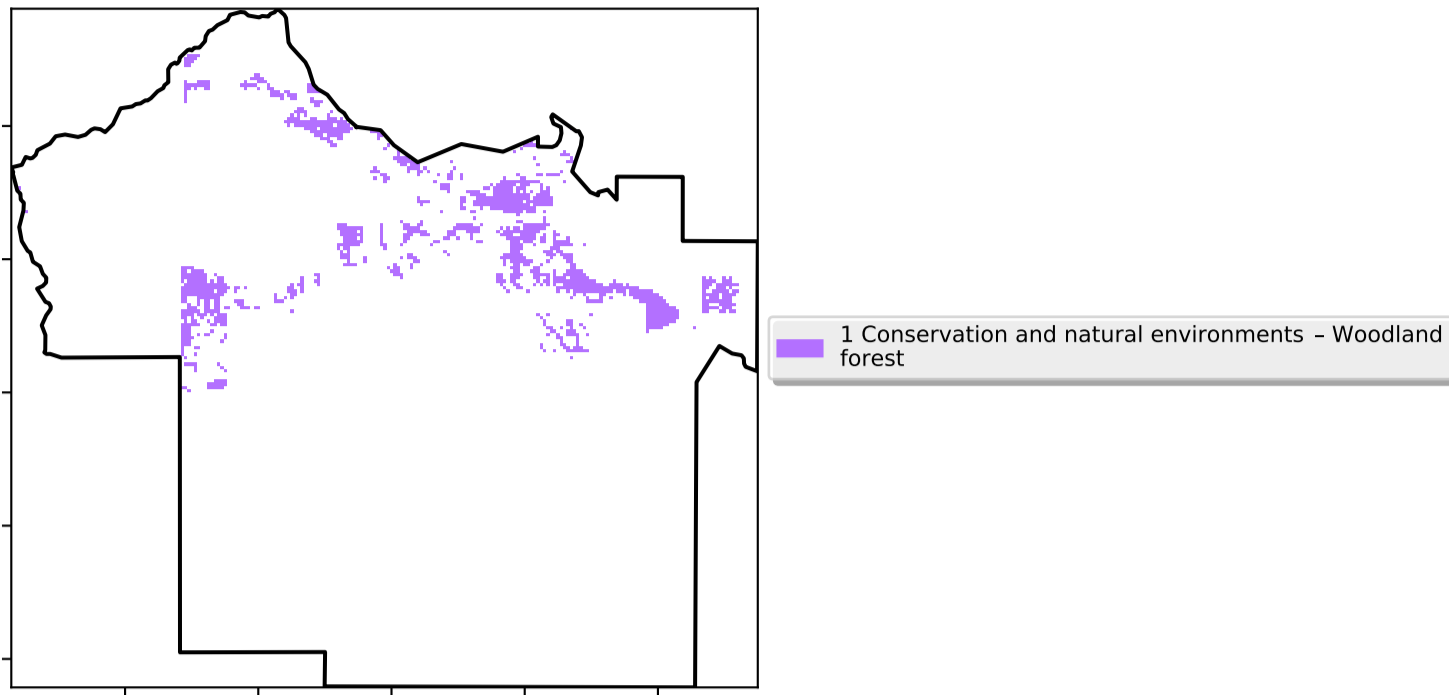 1 Conservation and natural environments – Woodland
forest